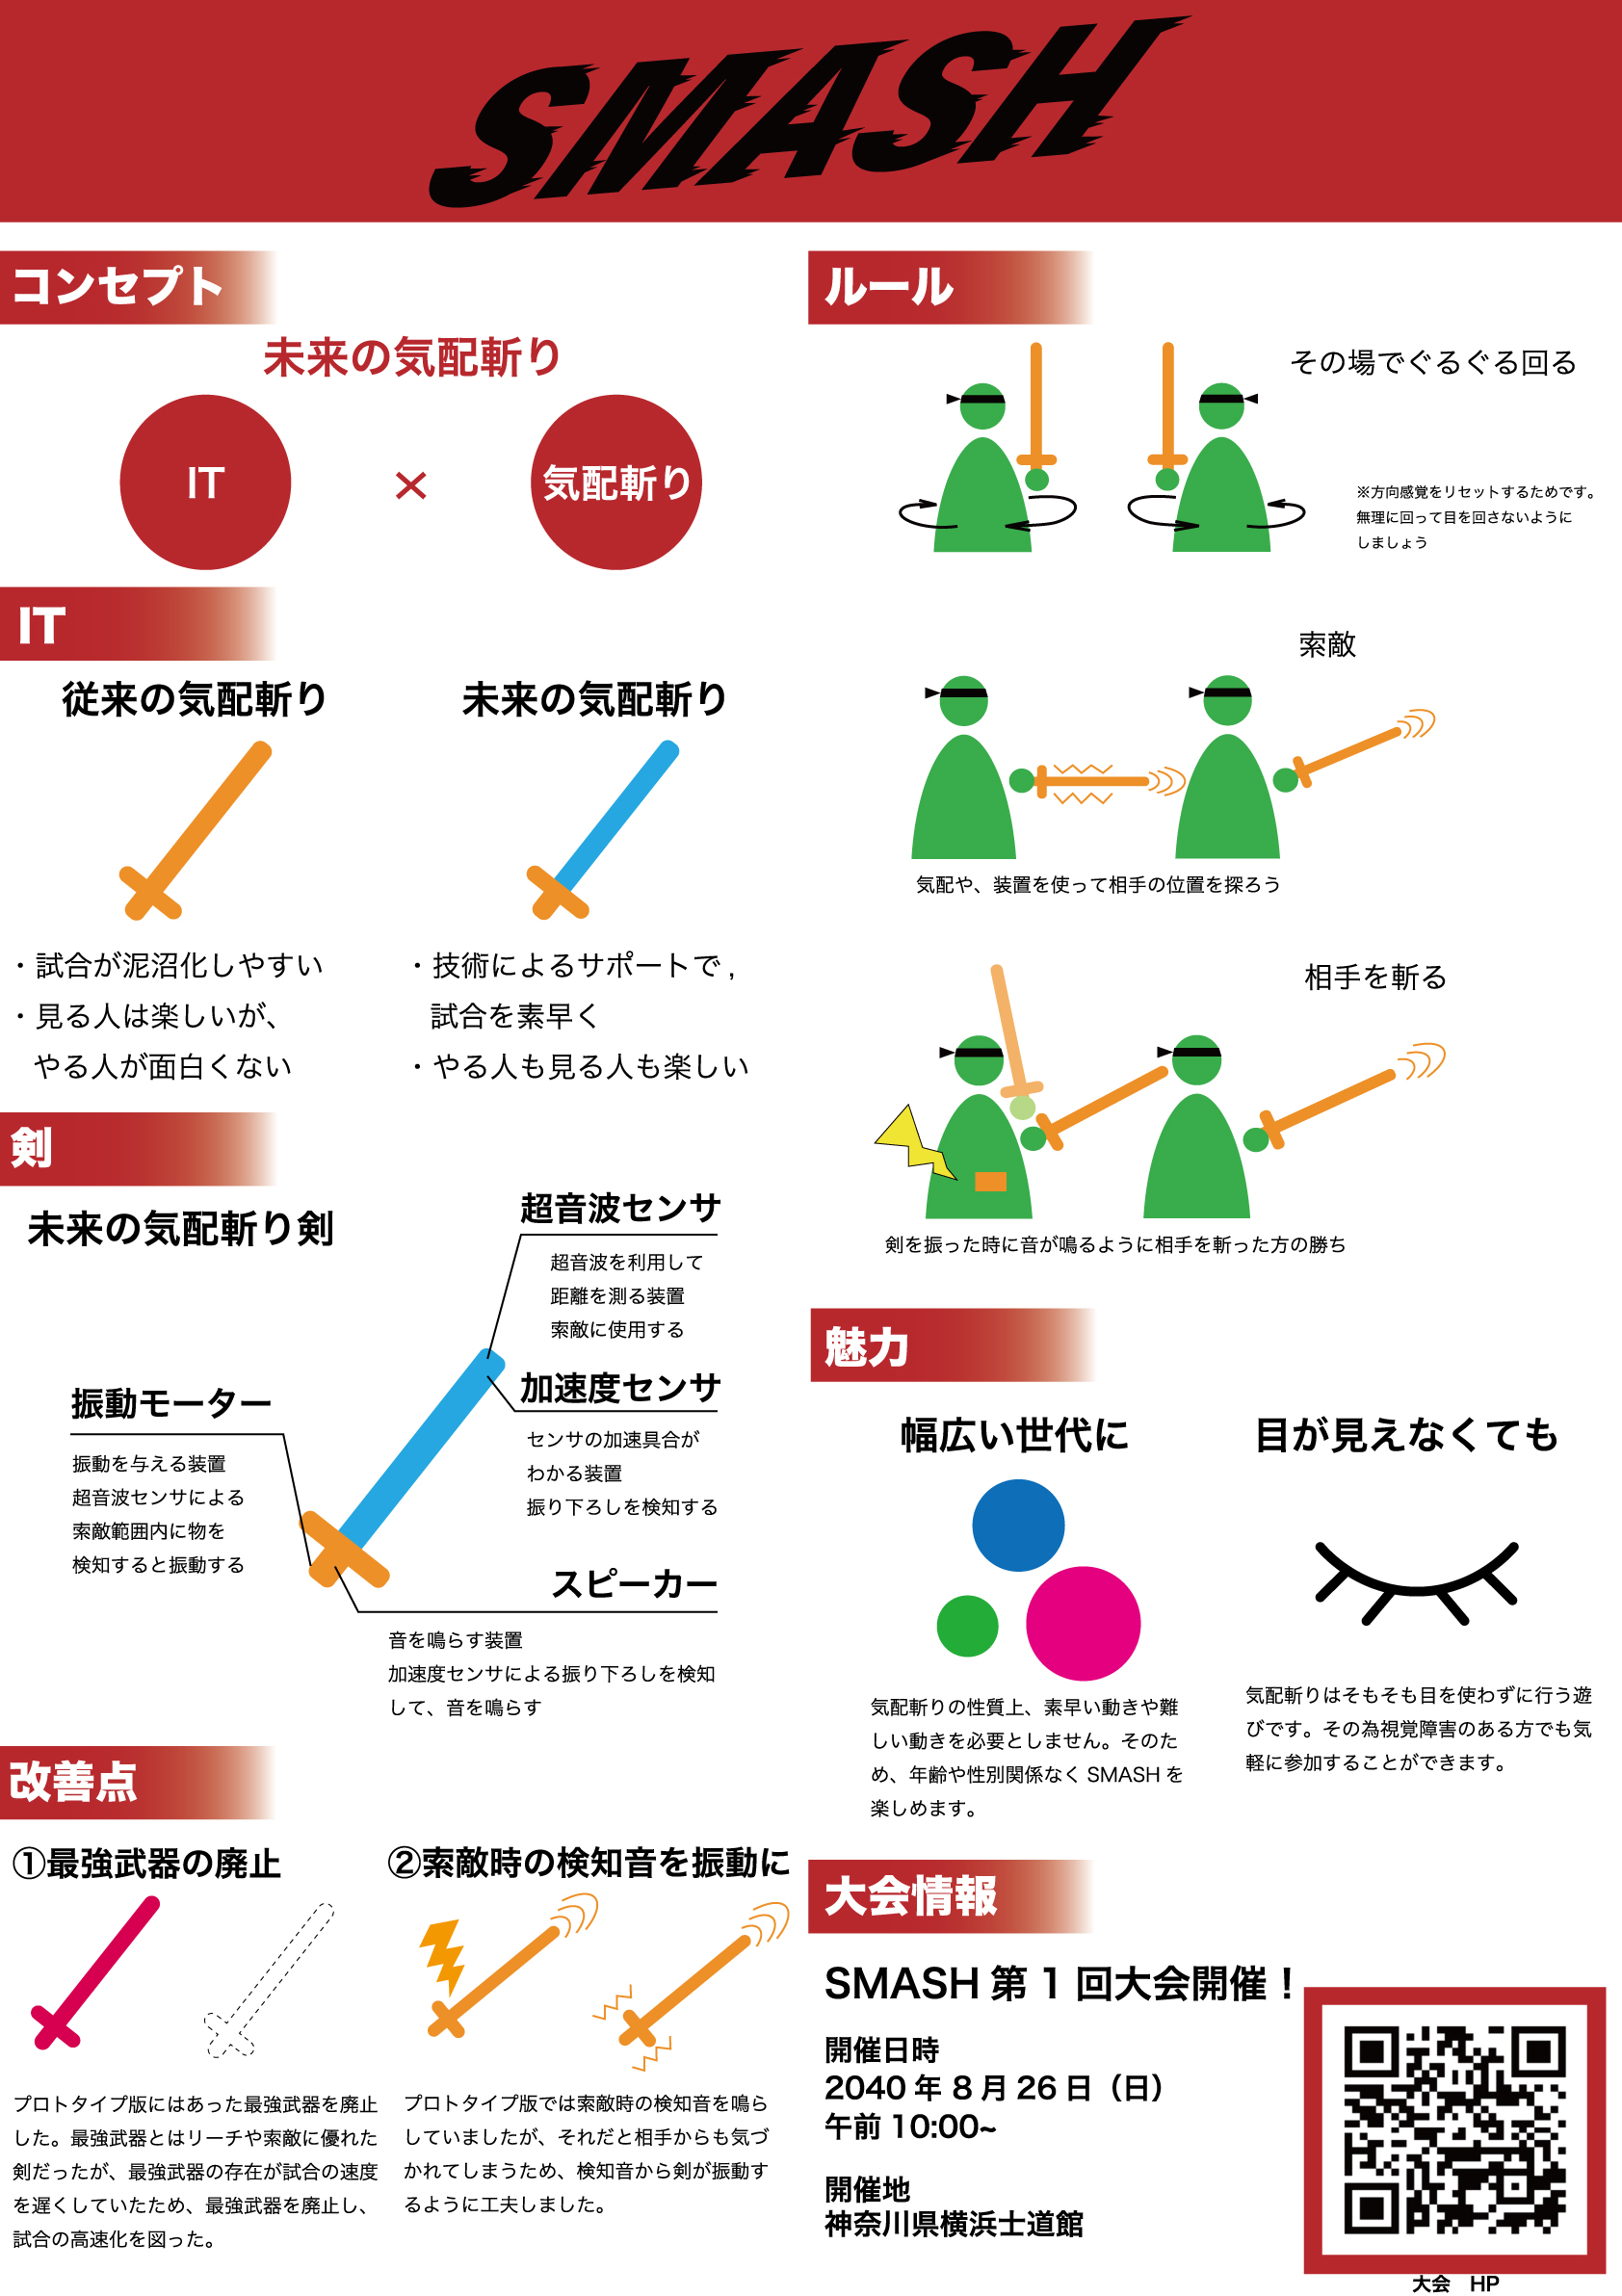 SMASH
コンセプト
未来の気配斬り
IT
×
気配斬り
IT
従来の気配斬り
・試合が泥沼化しやすい
・見る人は楽しいが、
やる人が面白くない
未来の気配斬り
・技術によるサポートで，
試合を素早く
・やる人も見る人も楽しい
剣
未来の気配斬り剣
超音波センサ
超音波を利用して
距離を測る装置
索敵に使用する
加速度センサ
センサの加速具合が
わかる装置
振り下ろしを検知する
振動モーター
振動を与える装置
超音波センサによる
索敵範囲内に物を
検知すると振動する
スピーカー
音を鳴らす装置
加速度センサによる振り下ろしを検知
して、音を鳴らす
改善点
①最強武器の廃止
プロトタイプ版にはあった最強武器を廃止
した。最強武器とはリーチや索敵に優れた
剣だったが、最強武器の存在が試合の速度
を遅くしていたため、最強武器を廃止し、
試合の高速化を図った。
②索敵時の検知音を振動に
プロトタイプ版では索敵時の検知音を鳴ら
していましたが、それだと相手からも気づ
かれてしまうため、検知音から剣が振動す
るように工夫しました。
ルール
その場でぐるぐる回る
※方向感覚をリセットするためです。
無理に回って目を回さないように
しましょう
索敵
気配や、装置を使って相手の位置を探ろう
相手を斬る
剣を振った時に音が鳴るように相手を斬った方の勝ち
魅力
幅広い世代に
気配斬りの性質上、素早い動きや難
しい動きを必要としません。そのた
め、年齢や性別関係なく SMASH を
楽しめます。
目が見えなくても
気配斬りはそもそも目を使わずに行う遊
びです。その為視覚障害のある方でも気
軽に参加することができます。
大会情報
SMASH 第 1 回大会開催！
開催日時
2040 年 8 月 26 日（日）
午前 10:00~
開催地
神奈川県横浜士道館
大会　HP